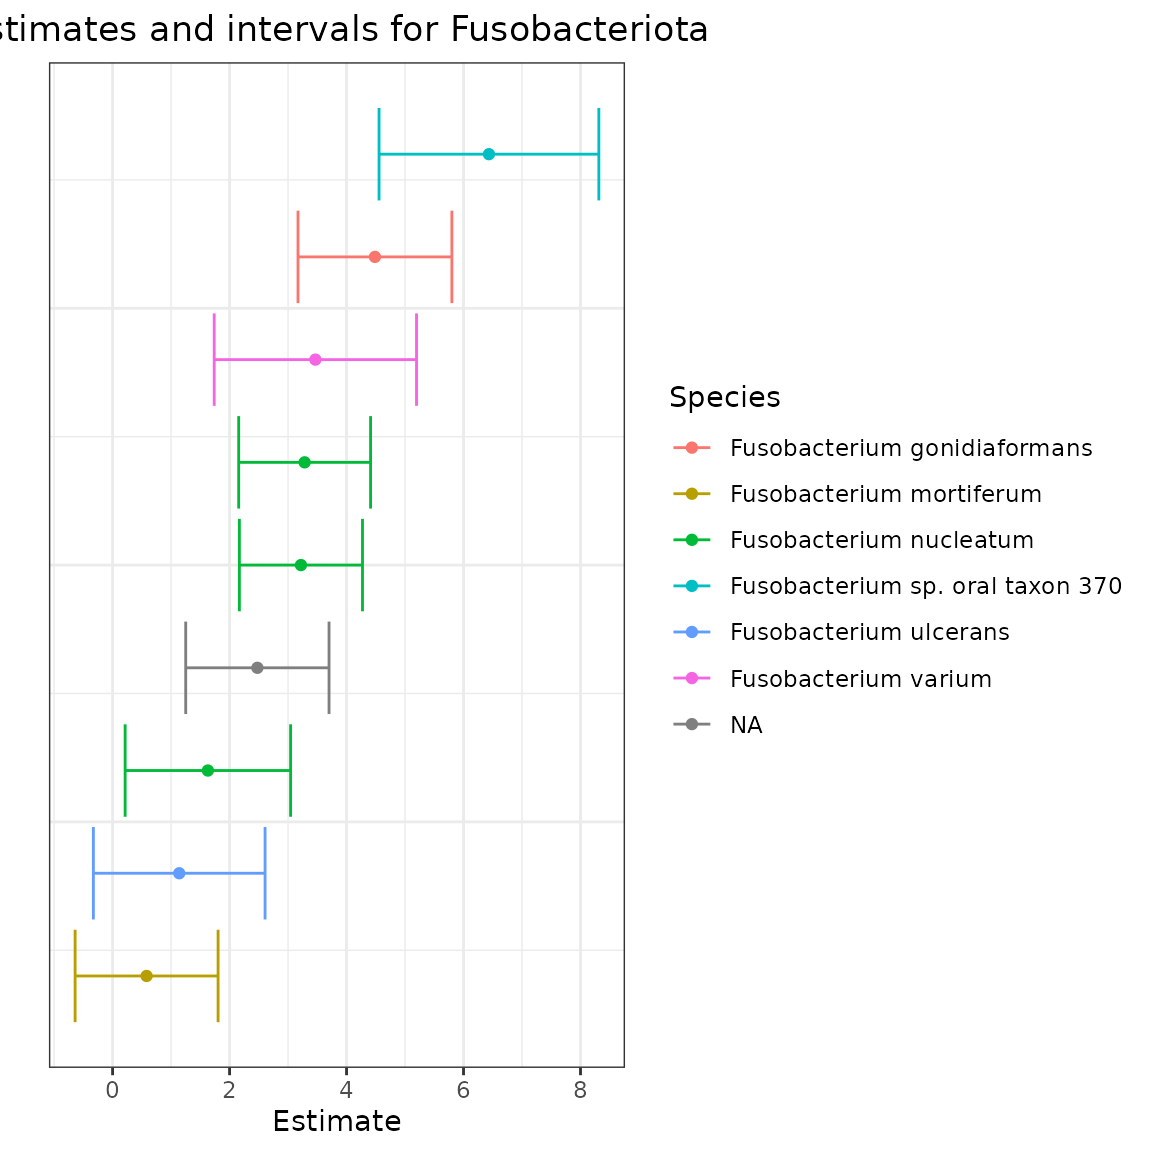 stimates and intervals for Fusobacteriota
Species
Fusobacterium gonidiaformans
Fusobacterium mortiferum
Fusobacterium nucleatum
Fusobacterium sp. oral taxon 370
Fusobacterium ulcerans
Fusobacterium varium
NA
0 2 4 6 8
Estimate